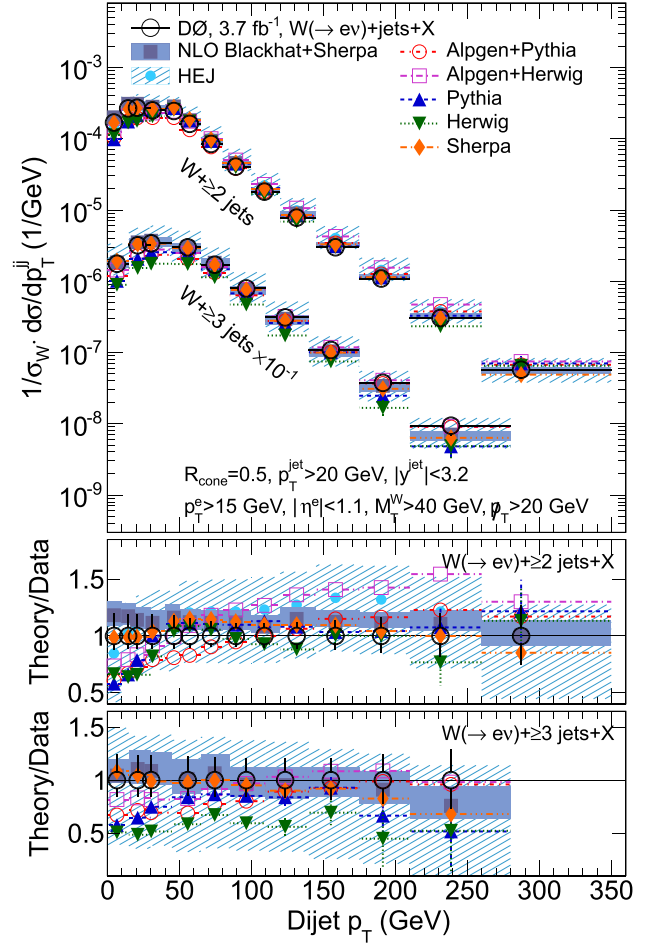 DØ, 3.7 fb⁻¹, W(→ eν)+jets+X
NLO Blackhat+Sherpa
HEJ
Alpgen+Pythia
Alpgen+Herwig
Pythia
Herwig
Sherpa
1/σ_W · dσ/dp_T^jj (1/GeV)
10⁻³
10⁻⁴
10⁻⁵
10⁻⁶
10⁻⁷
10⁻⁸
10⁻⁹
W+≥2 jets
W+≥3 jets ×10⁻¹
R_cone=0.5, p_T^jet>20 GeV, |y^jet|<3.2
p_T^e>15 GeV, |η^e|<1.1, M_T^W>40 GeV, p̸_T>20 GeV
Theory/Data
1.5
1
0.5
W(→ eν)+≥2 jets+X
Theory/Data
1.5
1
0.5
W(→ eν)+≥3 jets+X
0 50 100 150 200 250 300 350
Dijet p_T (GeV)